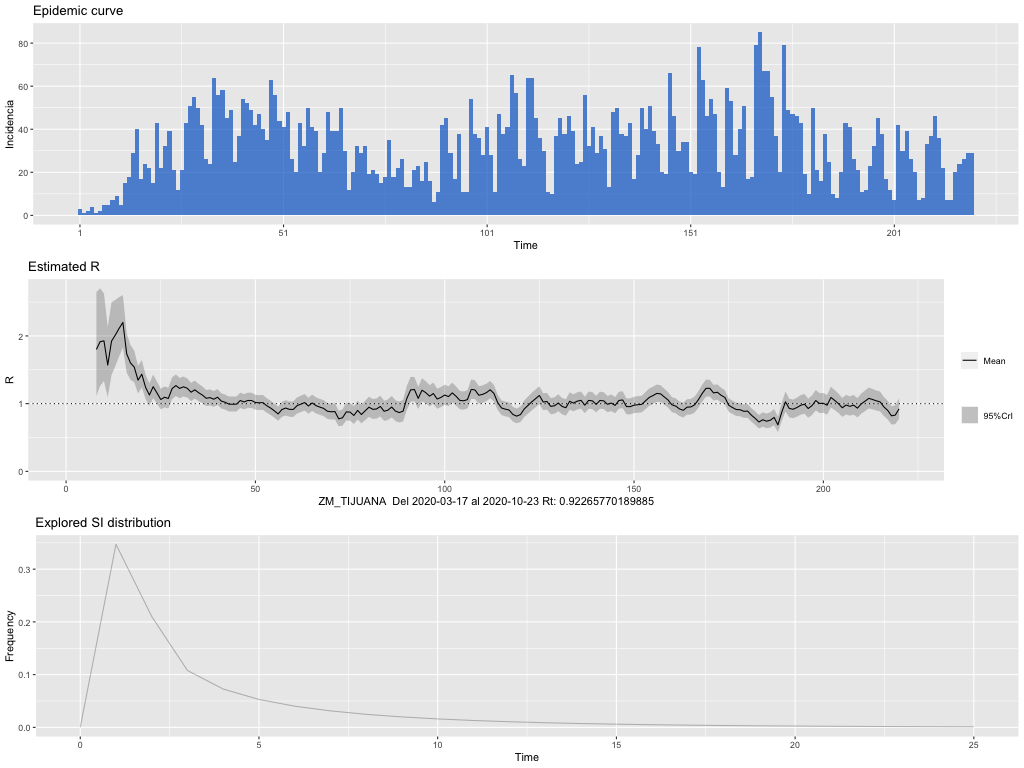 Epidemic curve
Incidencia
80
60
40
20
0
1 51 101 151 201
Time
Estimated R
R
2
1
0
0 50 100 150 200
ZM_TIJUANA Del 2020-03-17 al 2020-10-23 Rt: 0.92265770189885
Mean
95%CrI
Explored SI distribution
Frequency
0.3
0.2
0.1
0.0
0 5 10 15 20 25
Time